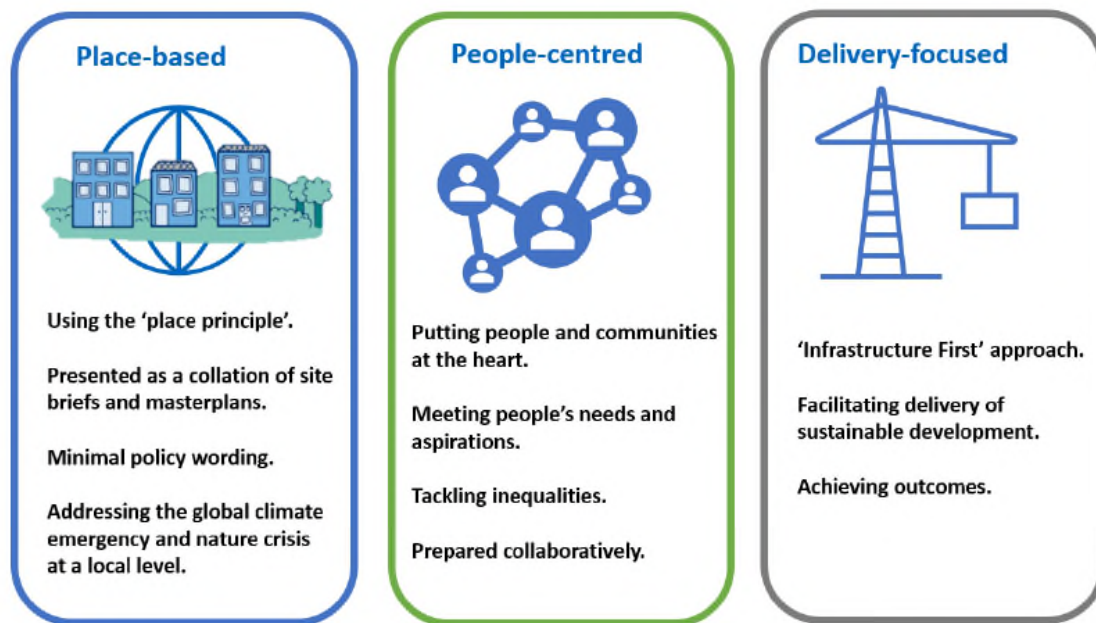 Place-based
Using the ‘place principle’.
Presented as a collation of site
briefs and masterplans.
Minimal policy wording.
Addressing the global climate
emergency and nature crisis
at a local level.
People-centred
Putting people and communities
at the heart.
Meeting people’s needs and
aspirations.
Tackling inequalities.
Prepared collaboratively.
Delivery-focused
‘Infrastructure First’ approach.
Facilitating delivery of
sustainable development.
Achieving outcomes.